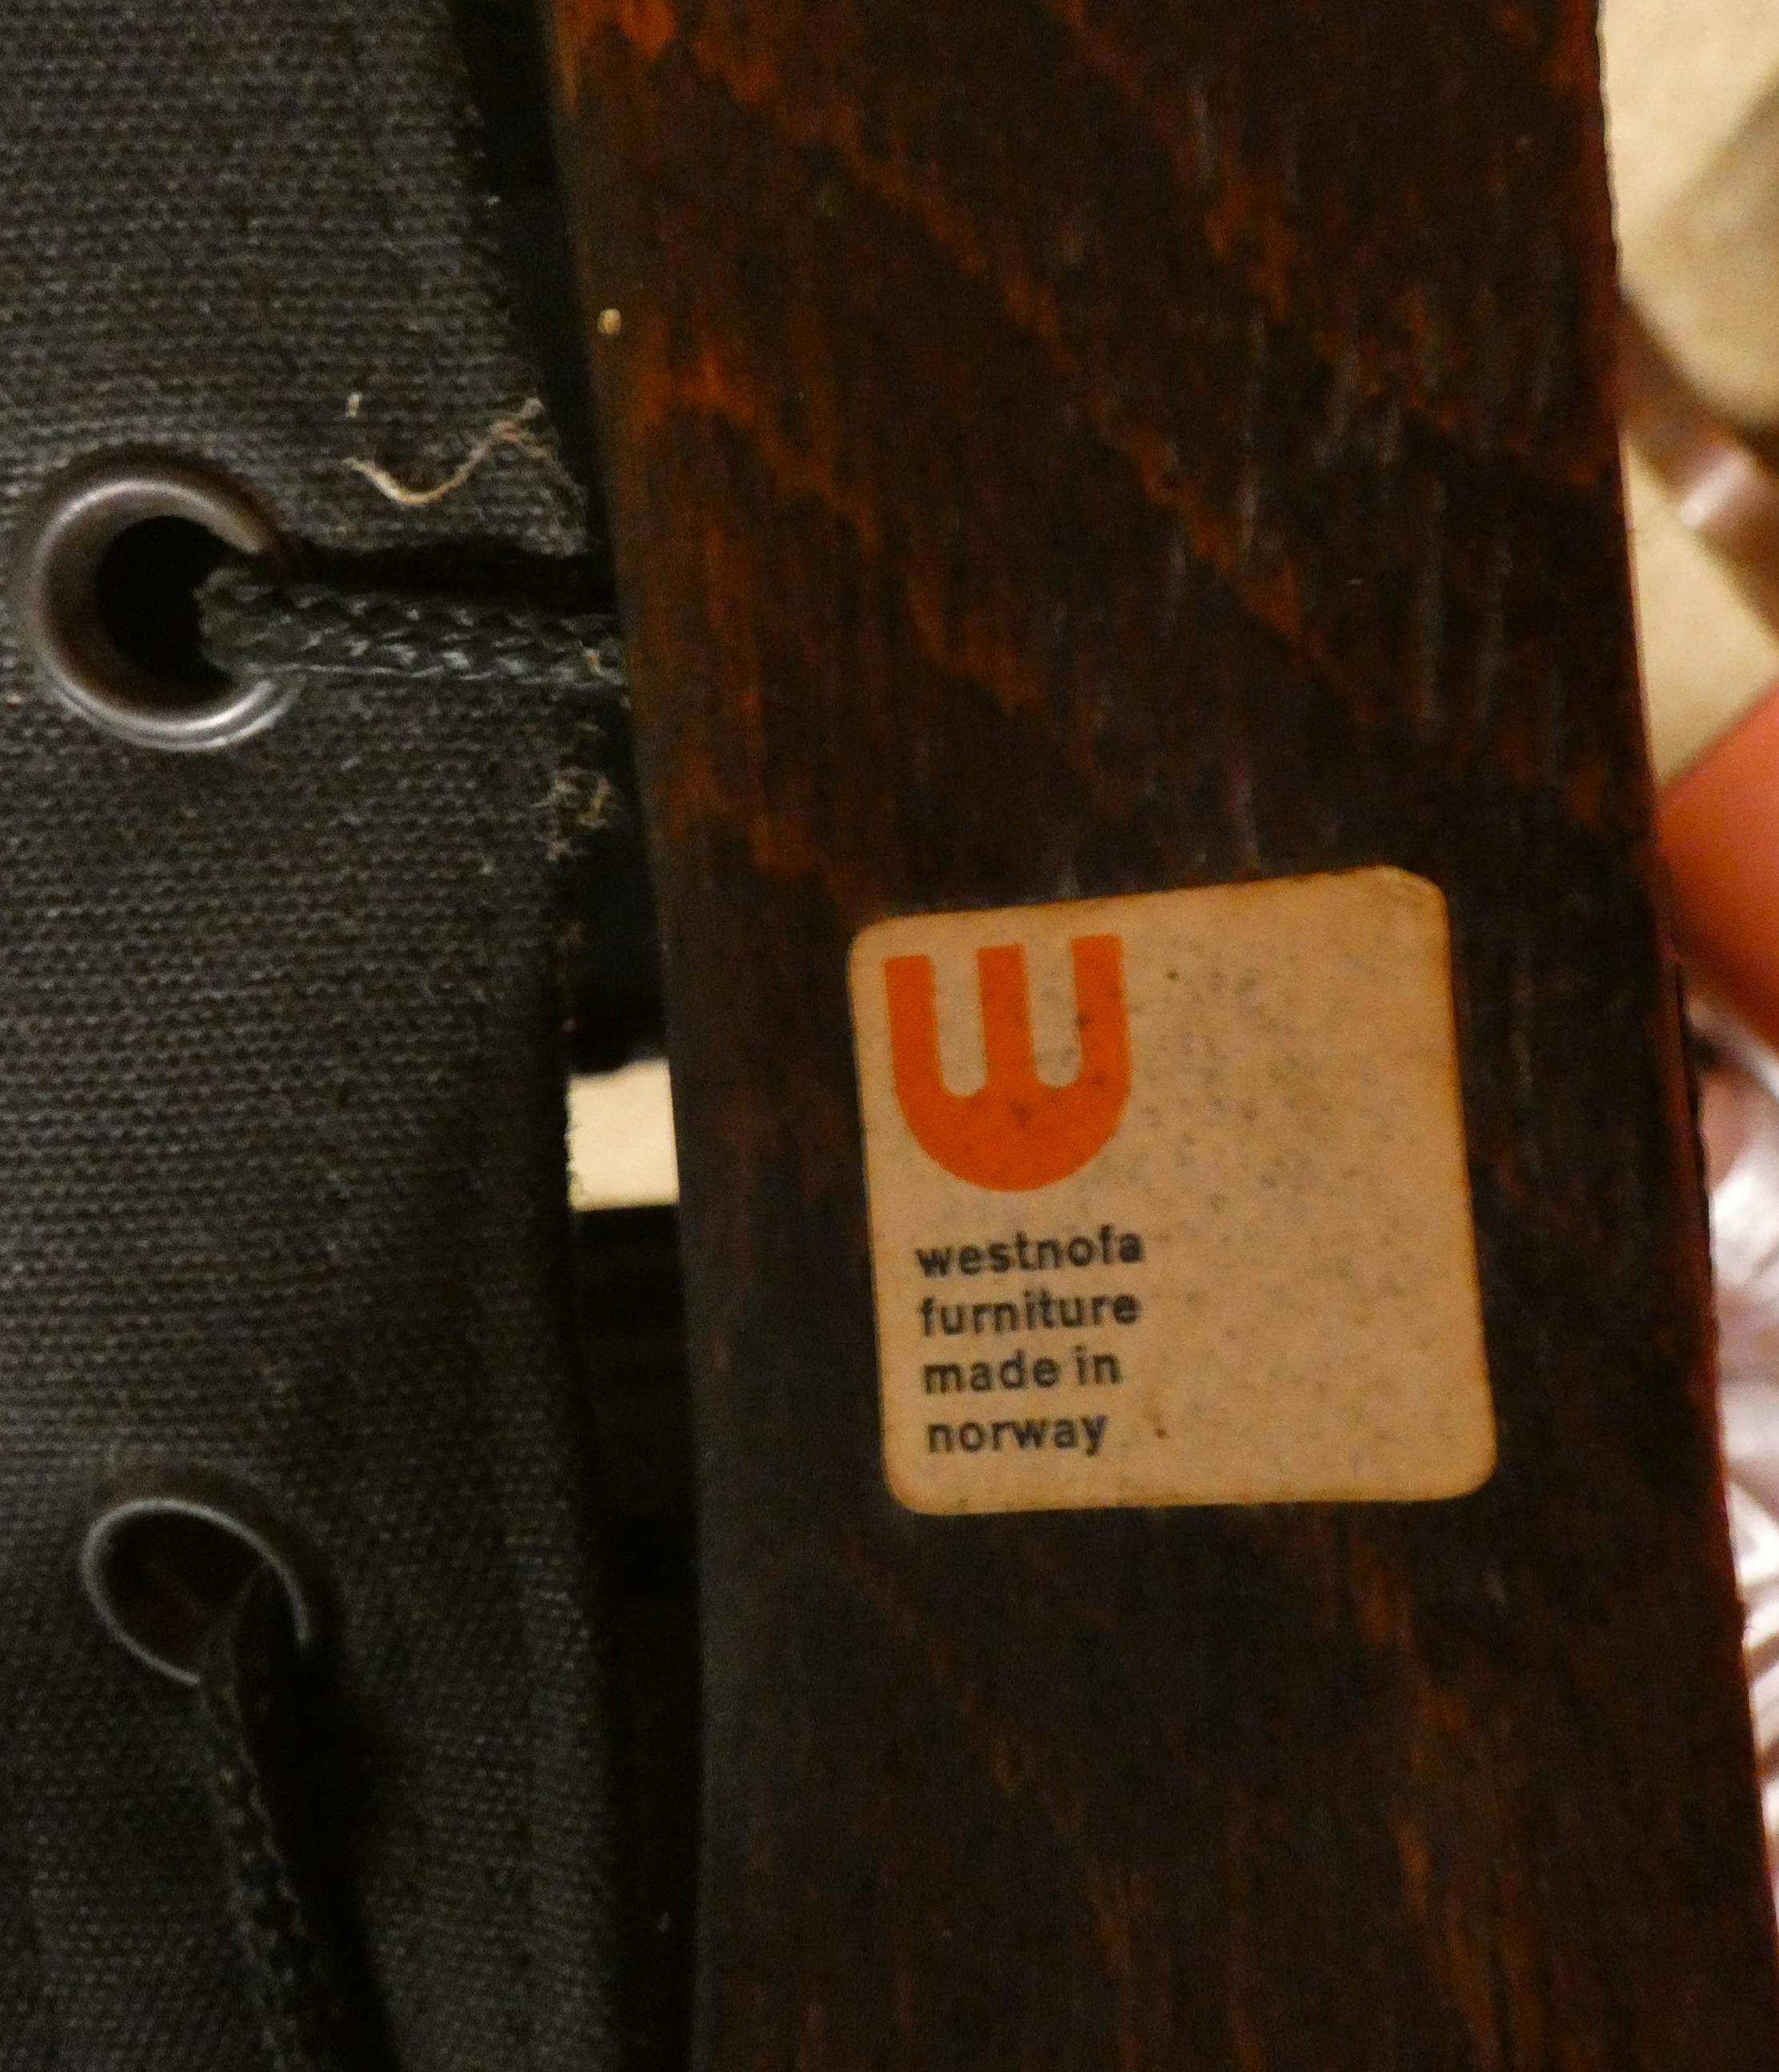 w
westnofa
furniture
made in
norway